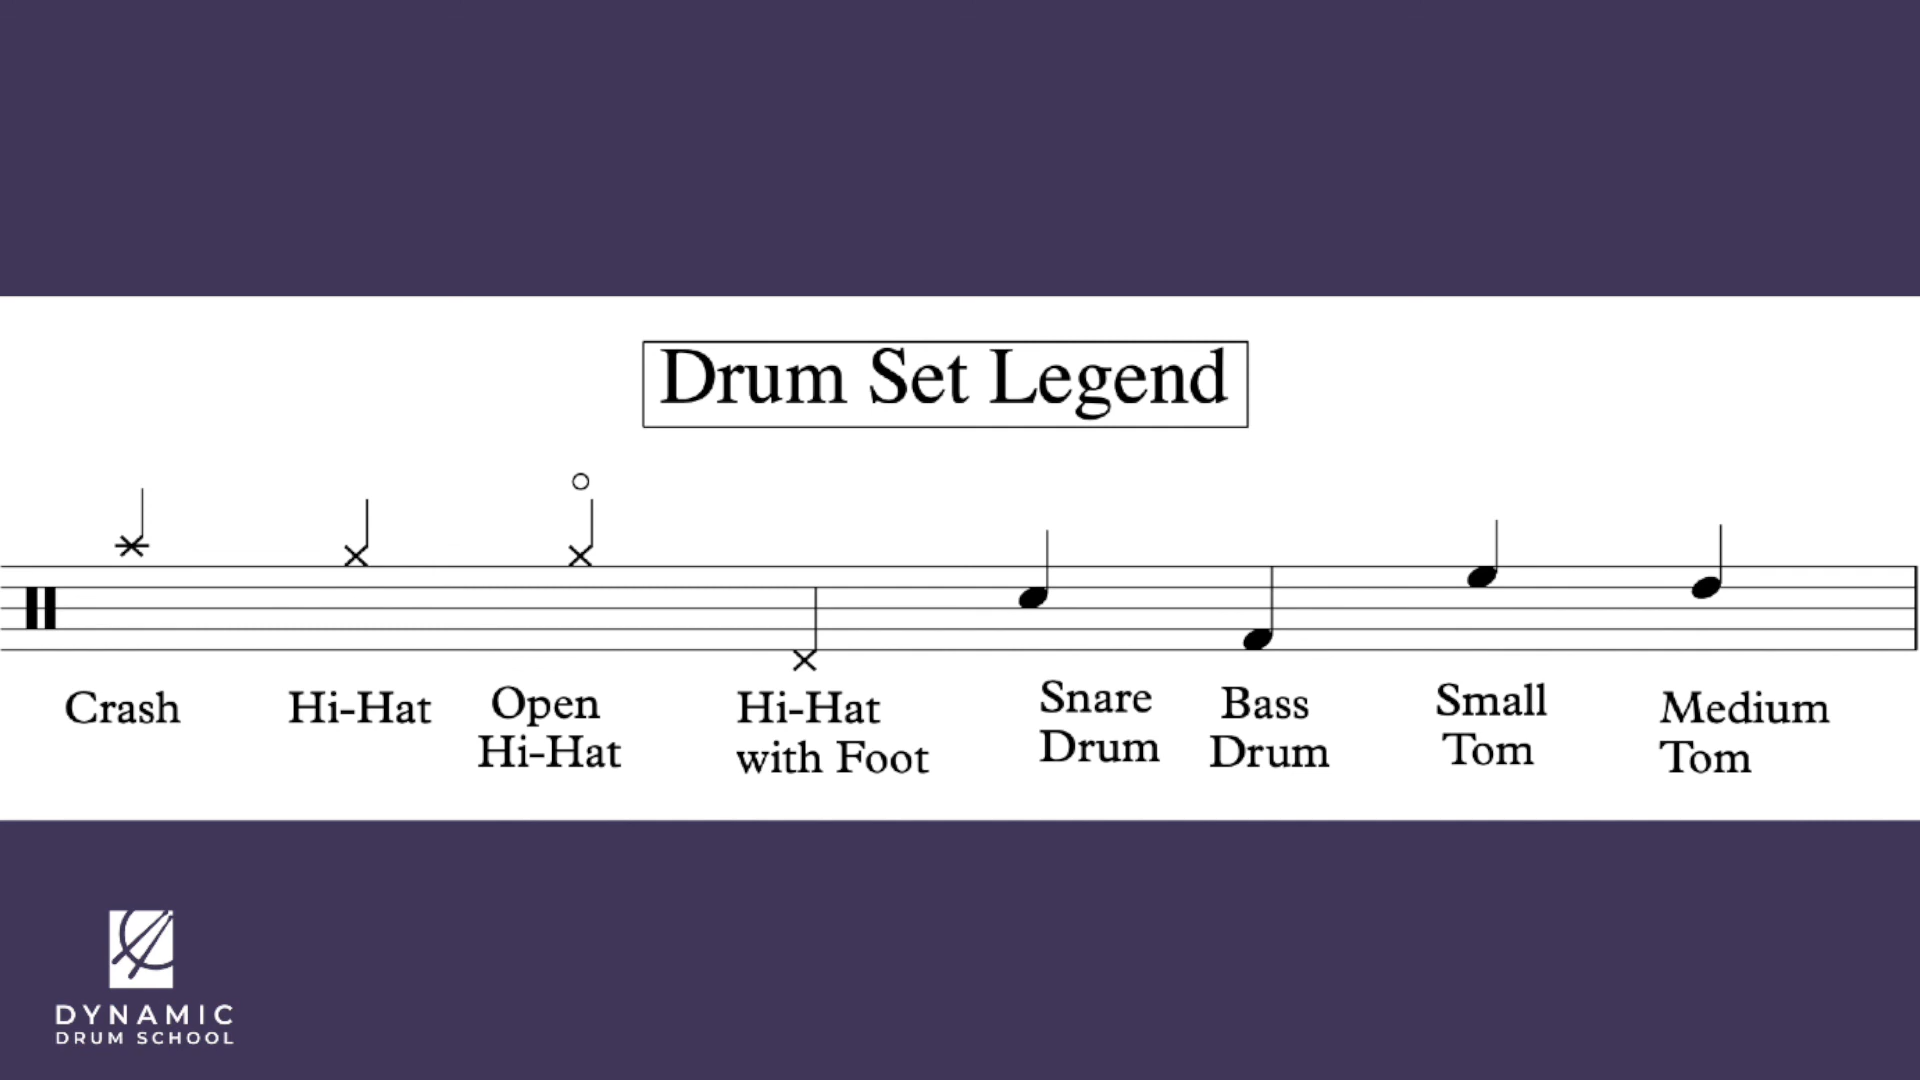 Drum Set Legend
Crash
Hi-Hat
Open
Hi-Hat
Hi-Hat
with Foot
Snare
Drum
Bass
Drum
Small
Tom
Medium
Tom
DYNAMIC
DRUM SCHOOL